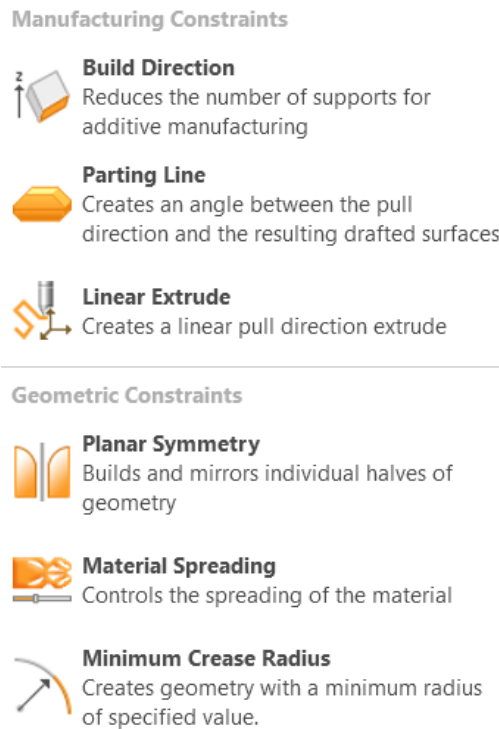 Manufacturing Constraints
z
Build Direction
Reduces the number of supports for
additive manufacturing
Parting Line
Creates an angle between the pull
direction and the resulting drafted surfaces
Linear Extrude
Creates a linear pull direction extrude
Geometric Constraints
Planar Symmetry
Builds and mirrors individual halves of
geometry
Material Spreading
Controls the spreading of the material
Minimum Crease Radius
Creates geometry with a minimum radius
of specified value.